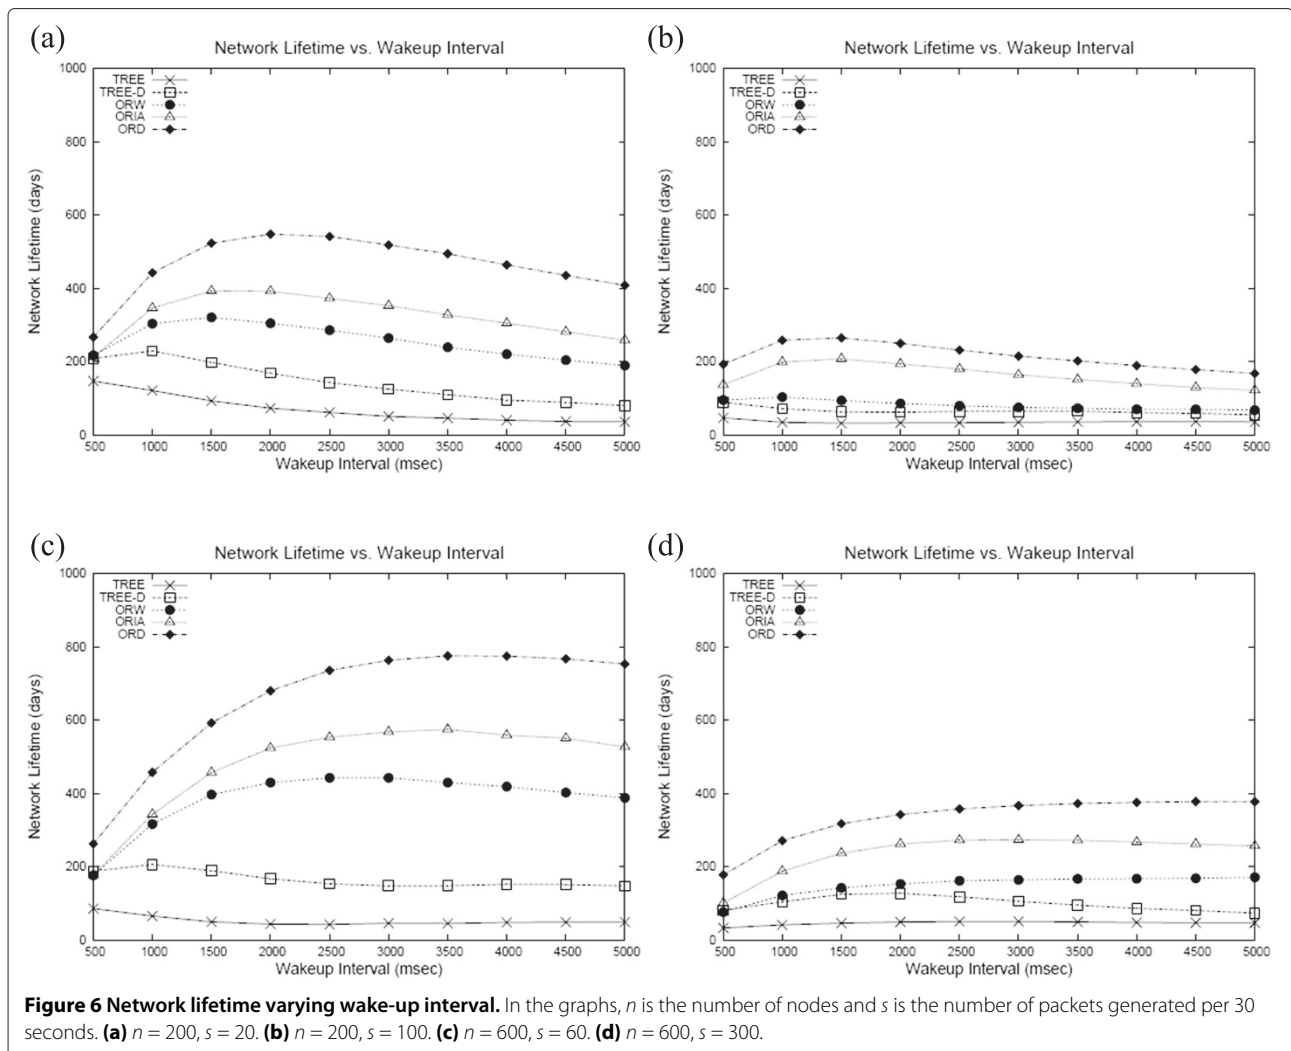 (a)
Network Lifetime vs. Wakeup Interval
1000
800
600
400
200
0
Network Lifetime (days)
TREE
TREE-D
ORW
ORIA
ORD
500 1000 1500 2000 2500 3000 3500 4000 4500 5000
Wakeup Interval (msec)
(b)
Network Lifetime vs. Wakeup Interval
1000
800
600
400
200
0
Network Lifetime (days)
TREE
TREE-D
ORW
ORIA
ORD
500 1000 1500 2000 2500 3000 3500 4000 4500 5000
Wakeup Interval (msec)
(c)
Network Lifetime vs. Wakeup Interval
1000
800
600
400
200
0
Network Lifetime (days)
TREE
TREE-D
ORW
ORIA
ORD
500 1000 1500 2000 2500 3000 3500 4000 4500 5000
Wakeup Interval (msec)
(d)
Network Lifetime vs. Wakeup Interval
1000
800
600
400
200
0
Network Lifetime (days)
TREE
TREE-D
ORW
ORIA
ORD
500 1000 1500 2000 2500 3000 3500 4000 4500 5000
Wakeup Interval (msec)
Figure 6 Network lifetime varying wake-up interval. In the graphs, n is the number of nodes and s is the number of packets generated per 30
seconds. (a) n = 200, s = 20. (b) n = 200, s = 100. (c) n = 600, s = 60. (d) n = 600, s = 300.